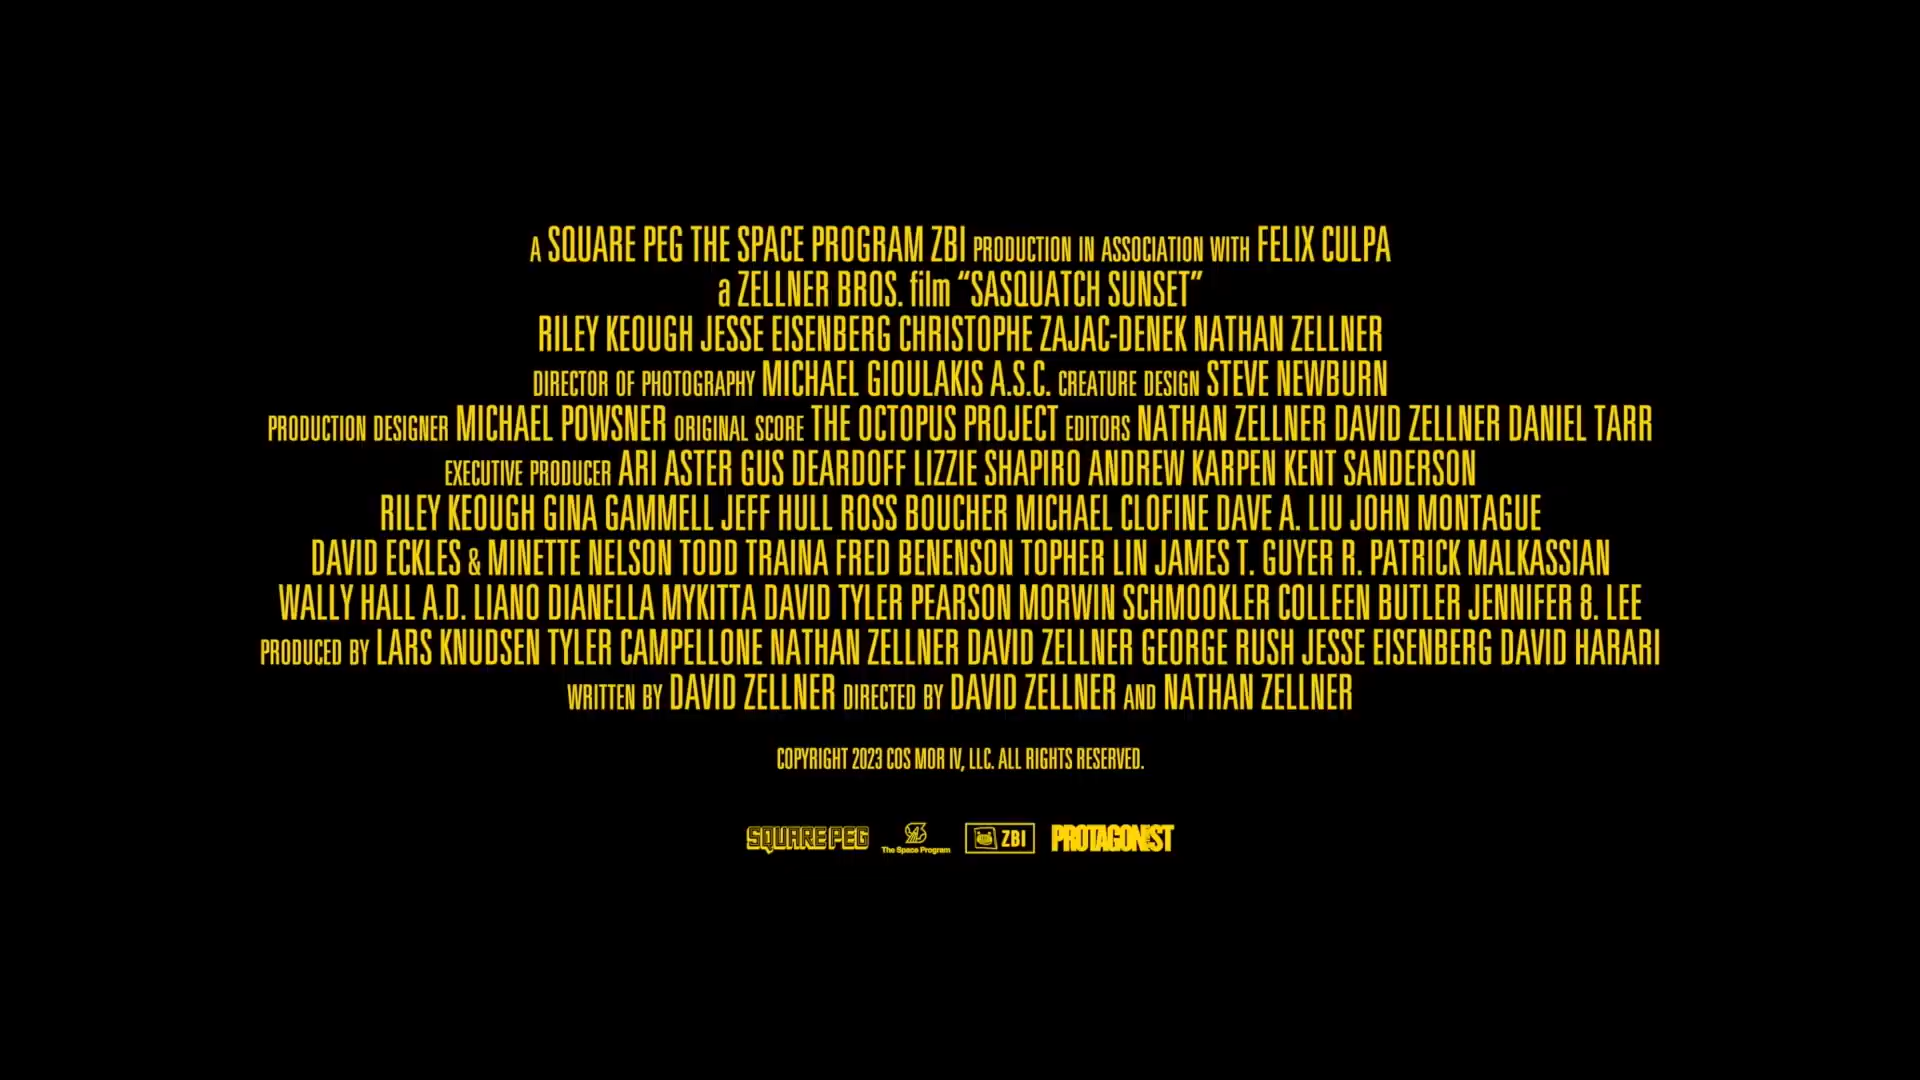 A SQUARE PEG THE SPACE PROGRAM ZBI PRODUCTION IN ASSOCIATION WITH FELIX CULPA
a ZELLNER BROS. film “SASQUATCH SUNSET”
RILEY KEOUGH JESSE EISENBERG CHRISTOPHE ZAJAC-DENEK NATHAN ZELLNER
DIRECTOR OF PHOTOGRAPHY MICHAEL GIOULAKIS A.S.C. CREATURE DESIGN STEVE NEWBURN
PRODUCTION DESIGNER MICHAEL POWSNER ORIGINAL SCORE THE OCTOPUS PROJECT EDITORS NATHAN ZELLNER DAVID ZELLNER DANIEL TARR
EXECUTIVE PRODUCER ARI ASTER GUS DEARDOFF LIZZIE SHAPIRO ANDREW KARPEN KENT SANDERSON
RILEY KEOUGH GINA GAMMELL JEFF HULL ROSS BOUCHER MICHAEL CLOFINE DAVE A. LIU JOHN MONTAGUE
DAVID ECKLES & MINETTE NELSON TODD TRAINA FRED BENENSON TOPHER LIN JAMES T. GUYER R. PATRICK MALKASSIAN
WALLY HALL A.D. LIANO DIANELLA MYKITTA DAVID TYLER PEARSON MORWIN SCHMOOKLER COLLEEN BUTLER JENNIFER 8. LEE
PRODUCED BY LARS KNUDSEN TYLER CAMPELLONE NATHAN ZELLNER DAVID ZELLNER GEORGE RUSH JESSE EISENBERG DAVID HARARI
WRITTEN BY DAVID ZELLNER DIRECTED BY DAVID ZELLNER AND NATHAN ZELLNER
COPYRIGHT 2023 COS MOR IV, LLC. ALL RIGHTS RESERVED.
SQUARE PEG The Space Program ZBI PROTAGONIST